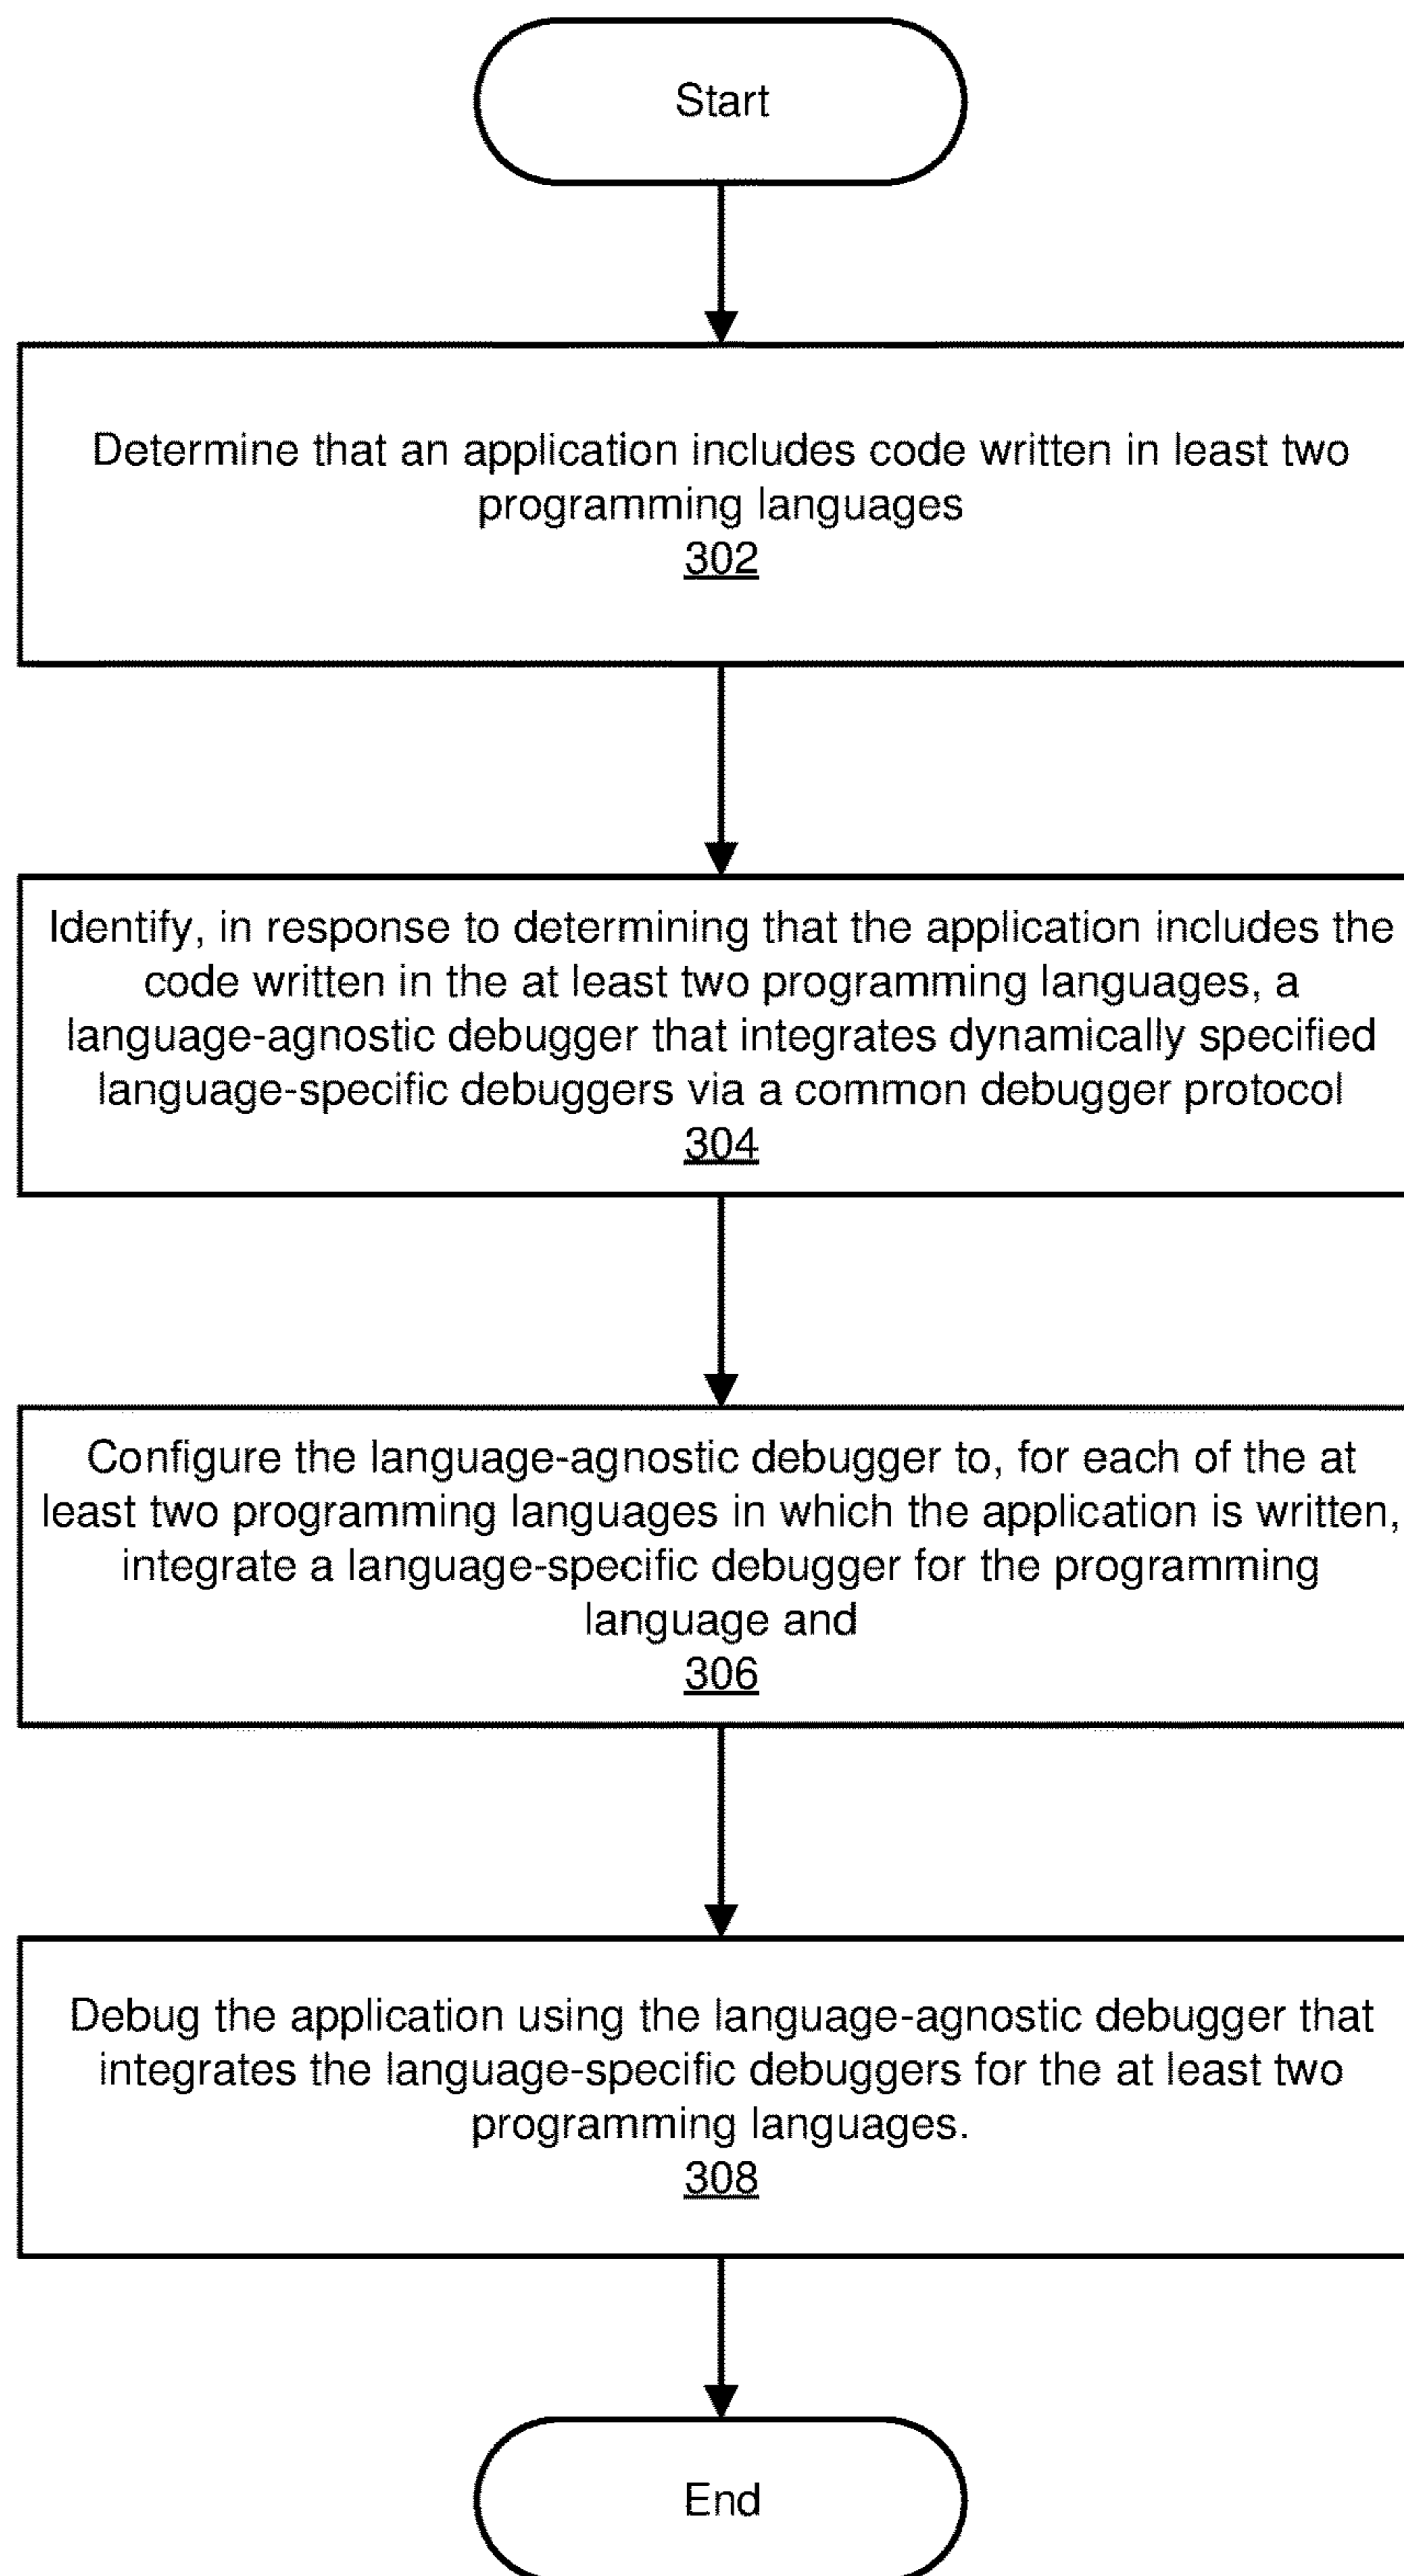 Start
Determine that an application includes code written in least two
programming languages
302
Identify, in response to determining that the application includes the
code written in the at least two programming languages, a
language-agnostic debugger that integrates dynamically specified
language-specific debuggers via a common debugger protocol
304
Configure the language-agnostic debugger to, for each of the at
least two programming languages in which the application is written,
integrate a language-specific debugger for the programming
language and
306
Debug the application using the language-agnostic debugger that
integrates the language-specific debuggers for the at least two
programming languages.
308
End